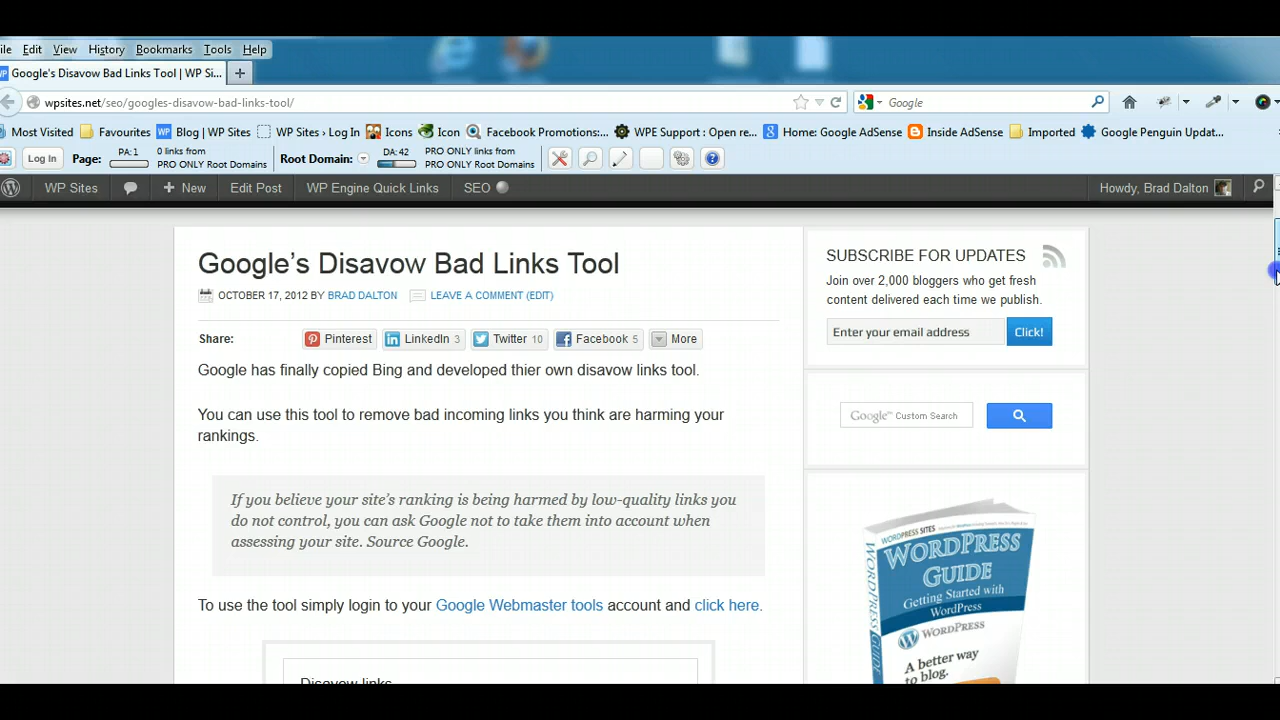 ile Edit View History Bookmarks Tools Help
WP Google's Disavow Bad Links Tool | WP Si... +
wpsites.net/seo/googles-disavow-bad-links-tool/ Google
Most Visited Favourites WP Blog | WP Sites WP Sites › Log In Icons Icon Facebook Promotions:... WPE Support : Open re... Home: Google AdSense Inside AdSense Imported Google Penguin Updat...
Log In Page: PA: 1 0 links from PRO ONLY Root Domains Root Domain: DA: 42 PRO ONLY links from PRO ONLY Root Domains
WP Sites + New Edit Post WP Engine Quick Links SEO Howdy, Brad Dalton
Google's Disavow Bad Links Tool
OCTOBER 17, 2012 BY BRAD DALTON LEAVE A COMMENT (EDIT)
Share: Pinterest LinkedIn 3 Twitter 10 Facebook 5 More
Google has finally copied Bing and developed thier own disavow links tool.
You can use this tool to remove bad incoming links you think are harming your
rankings.
If you believe your site's ranking is being harmed by low-quality links you
do not control, you can ask Google not to take them into account when
assessing your site. Source Google.
To use the tool simply login to your Google Webmaster tools account and click here.
Disavow links
SUBSCRIBE FOR UPDATES
Join over 2,000 bloggers who get fresh
content delivered each time we publish.
Enter your email address Click!
Google™ Custom Search
WORDPRESS SITES
WORDPRESS
GUIDE
Getting Started with
WordPress
WORDPRESS
A better way
to blog.
WORDPRESS GUIDE